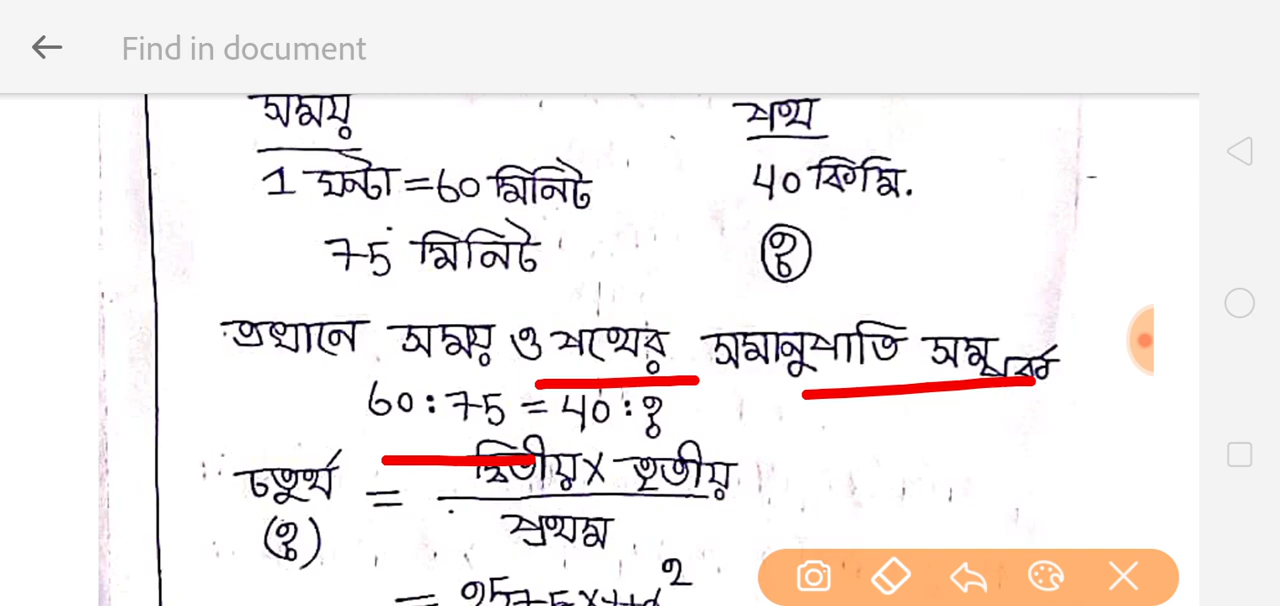 Find in document
সময় পথ
1 ঘন্টা = 60 মিনিট 40 কিমি.
75 মিনিট ?
এখানে সময় ও পথের সমানুপাতি সম্পর্ক
60 : 75 = 40 : ?
চতুর্থ = দ্বিতীয় × তৃতীয়
(?) প্রথম
=